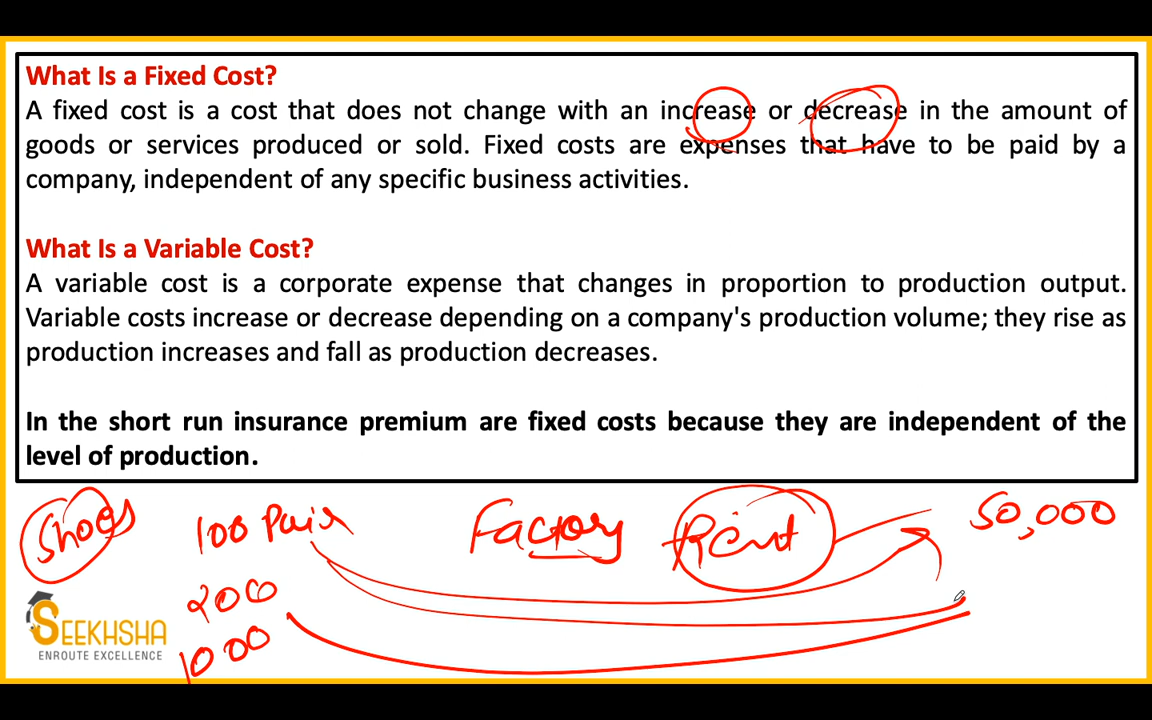 What Is a Fixed Cost?
A fixed cost is a cost that does not change with an increase or decrease in the amount of
goods or services produced or sold. Fixed costs are expenses that have to be paid by a
company, independent of any specific business activities.
What Is a Variable Cost?
A variable cost is a corporate expense that changes in proportion to production output.
Variable costs increase or decrease depending on a company's production volume; they rise as
production increases and fall as production decreases.
In the short run insurance premium are fixed costs because they are independent of the
level of production.
Shoes 100 Pair Factory Rent 50,000
200
1000
SEEKHSHA
ENROUTE EXCELLENCE